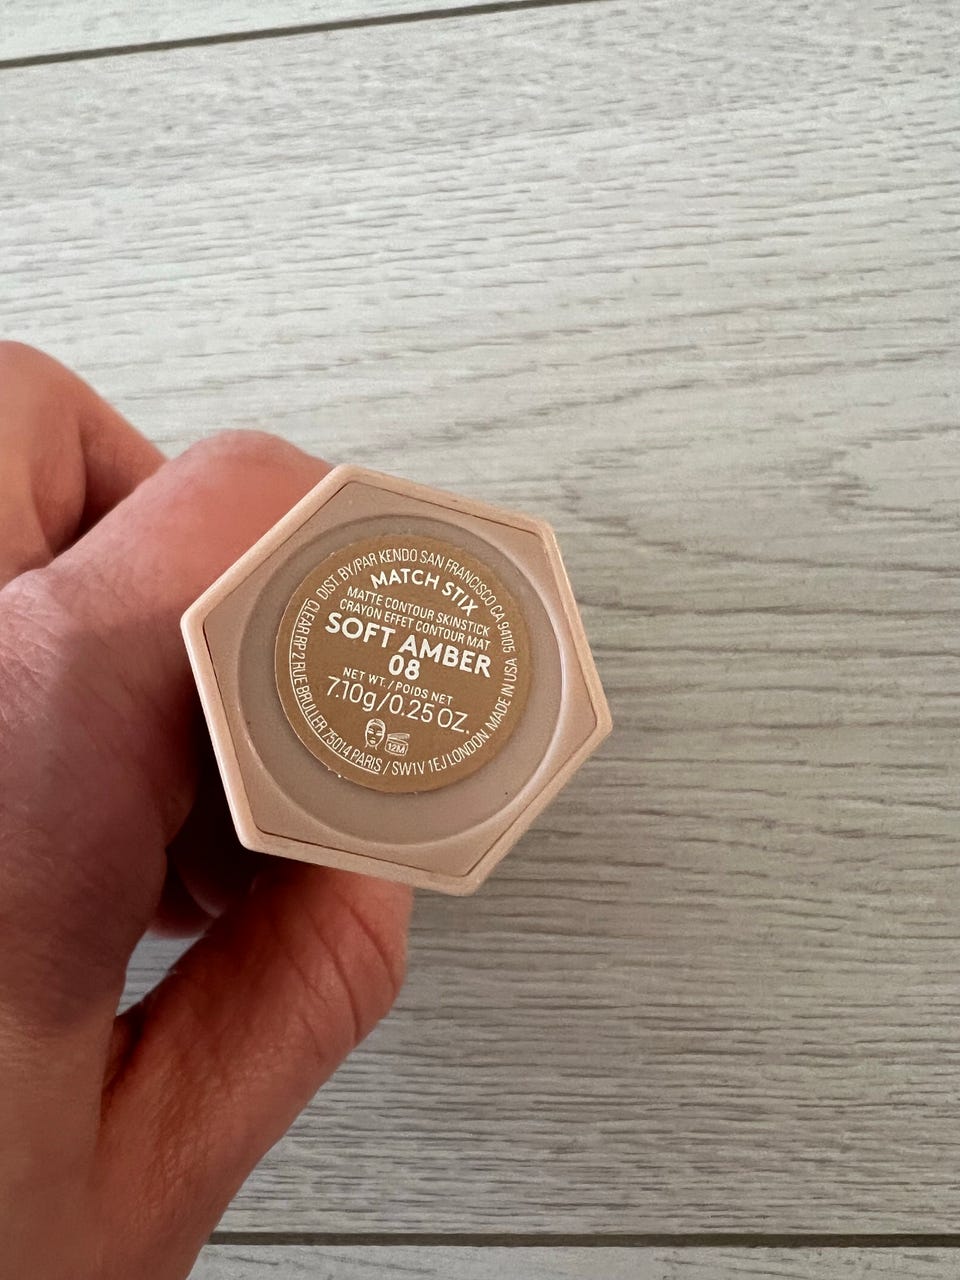 DIST. BY/PAR KENDO SAN FRANCISCO CA 94105
MATCH STIX
MATTE CONTOUR SKINSTICK
CRAYON EFFET CONTOUR MAT
SOFT AMBER
08
NET WT. / POIDS NET
7.10g/0.25 OZ.
12M
CLEAR RP 2 RUE BRULLER 75014 PARIS / SW1V 1EJ LONDON. MADE IN USA